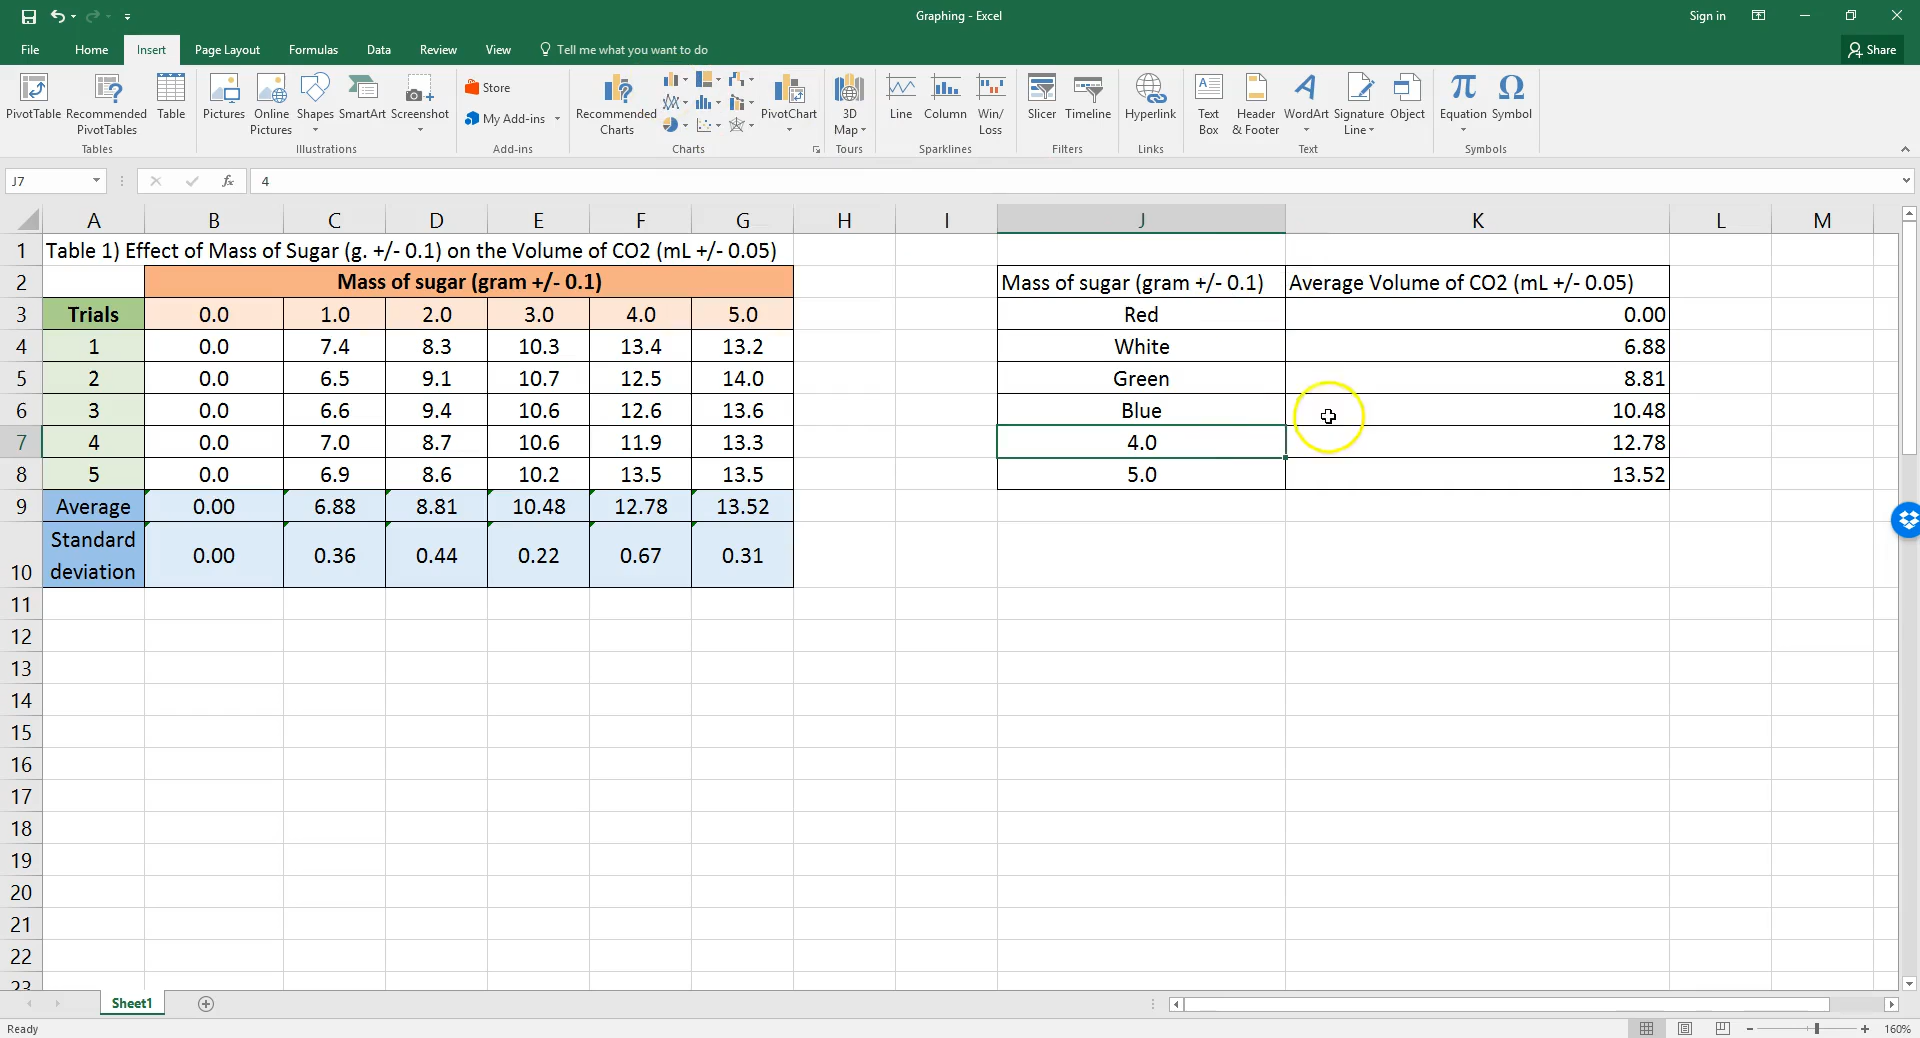 Graphing - Excel
Sign in
File Home Insert Page Layout Formulas Data Review View Tell me what you want to do
Share
PivotTable Recommended PivotTables Table
Tables
Pictures Online Pictures Shapes SmartArt Screenshot
Illustrations
Store
My Add-ins
Add-ins
Recommended Charts PivotChart
Charts
3D Map
Tours
Line Column Win/Loss
Sparklines
Slicer Timeline
Filters
Hyperlink
Links
Text Box Header & Footer WordArt Signature Line Object
Text
Equation Symbol
Symbols
J7 fx 4
A B C D E F G H I J K L M
1 Table 1) Effect of Mass of Sugar (g. +/- 0.1) on the Volume of CO2 (mL +/- 0.05)
2 Mass of sugar (gram +/- 0.1) Mass of sugar (gram +/- 0.1) Average Volume of CO2 (mL +/- 0.05)
3 Trials 0.0 1.0 2.0 3.0 4.0 5.0 Red 0.00
4 1 0.0 7.4 8.3 10.3 13.4 13.2 White 6.88
5 2 0.0 6.5 9.1 10.7 12.5 14.0 Green 8.81
6 3 0.0 6.6 9.4 10.6 12.6 13.6 Blue 10.48
7 4 0.0 7.0 8.7 10.6 11.9 13.3 4.0 12.78
8 5 0.0 6.9 8.6 10.2 13.5 13.5 5.0 13.52
9 Average 0.00 6.88 8.81 10.48 12.78 13.52
10 Standard deviation 0.00 0.36 0.44 0.22 0.67 0.31
11
12
13
14
15
16
17
18
19
20
21
22
23
Sheet1
Ready
160%